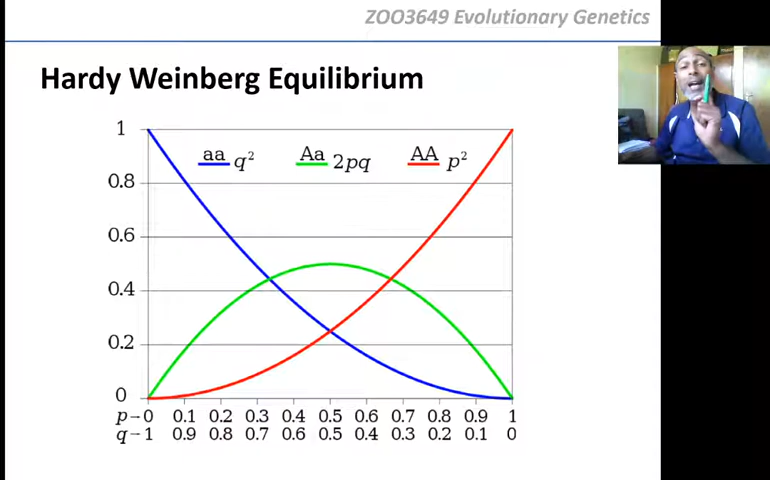 ZOO3649 Evolutionary Genetics
Hardy Weinberg Equilibrium
aa q² Aa 2pq AA p²
1
0.8
0.6
0.4
0.2
0
p–0 0.1 0.2 0.3 0.4 0.5 0.6 0.7 0.8 0.9 1
q–1 0.9 0.8 0.7 0.6 0.5 0.4 0.3 0.2 0.1 0